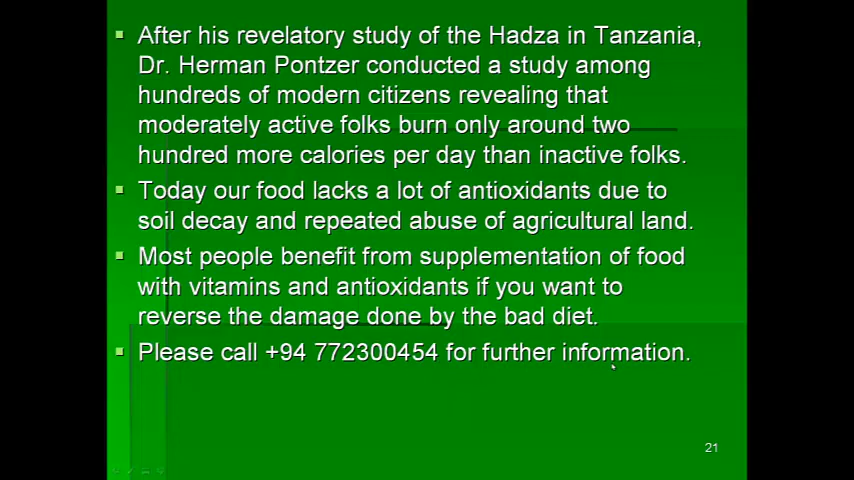 ▪ After his revelatory study of the Hadza in Tanzania,
Dr. Herman Pontzer conducted a study among
hundreds of modern citizens revealing that
moderately active folks burn only around two
hundred more calories per day than inactive folks.
▪ Today our food lacks a lot of antioxidants due to
soil decay and repeated abuse of agricultural land.
▪ Most people benefit from supplementation of food
with vitamins and antioxidants if you want to
reverse the damage done by the bad diet.
▪ Please call +94 772300454 for further information.
21